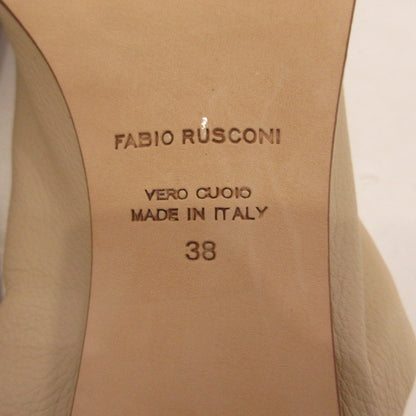 FABIO RUSCONI
VERO CUOIO
MADE IN ITALY
38